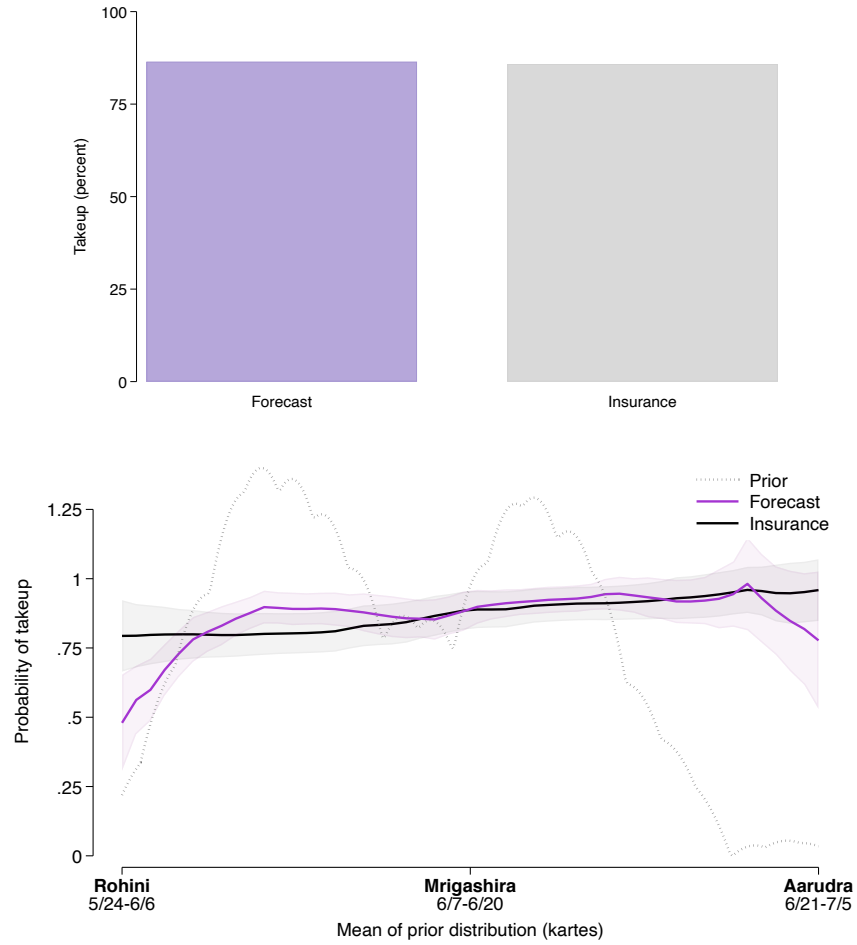 100
75
50
25
0
Takeup (percent)
Forecast
Insurance
Prior
Forecast
Insurance
1.25
1
.75
.5
.25
0
Probability of takeup
Rohini
5/24-6/6
Mrigashira
6/7-6/20
Aarudra
6/21-7/5
Mean of prior distribution (kartes)